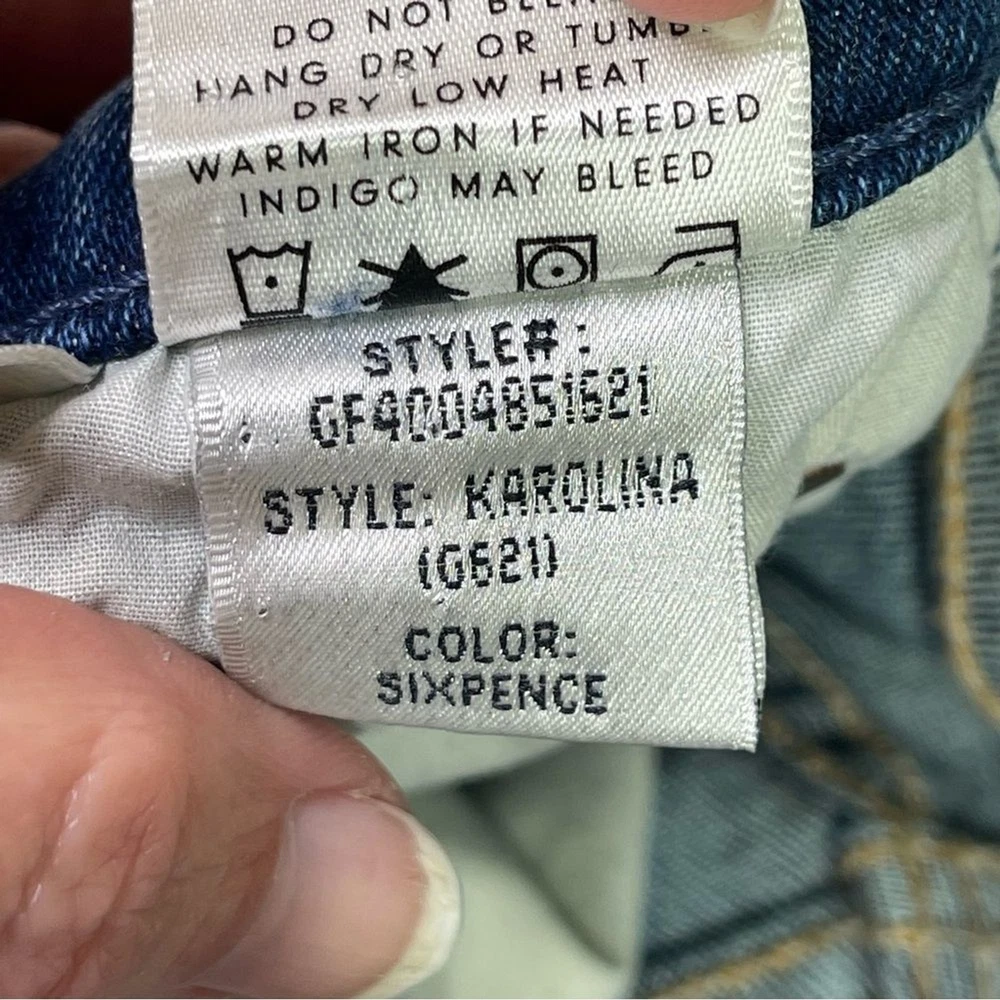 DO NOT
HANG DRY OR
DRY LOW HEAT
WARM IRON IF NEEDED
INDIGO MAY BLEED
STYLE#:
GF4004851621
STYLE: KAROLINA
(G621)
COLOR:
SIXPENCE